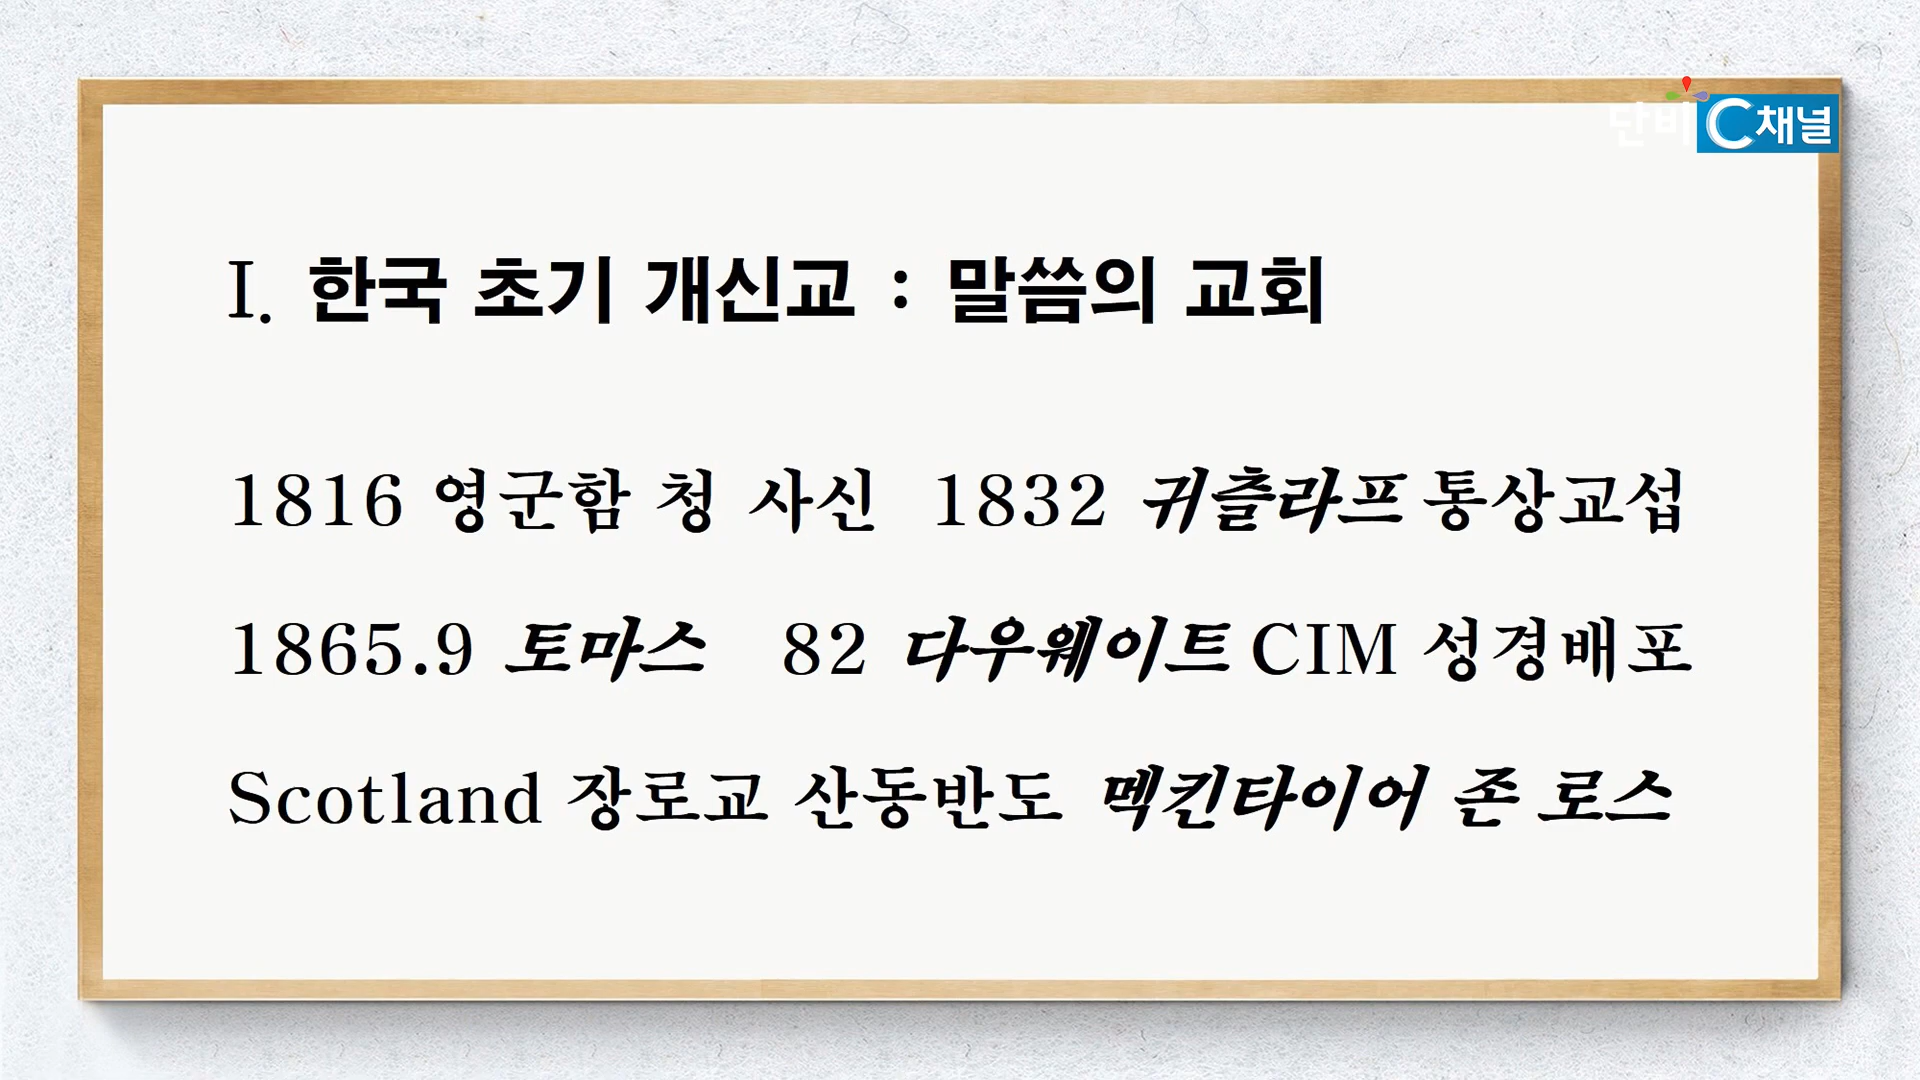 단비 C채널
I. 한국 초기 개신교 : 말씀의 교회
1816 영군함 청 사신 1832 귀츨라프 통상교섭
1865.9 토마스 82 다우웨이트 CIM 성경배포
Scotland 장로교 산동반도 멕킨타이어 존 로스